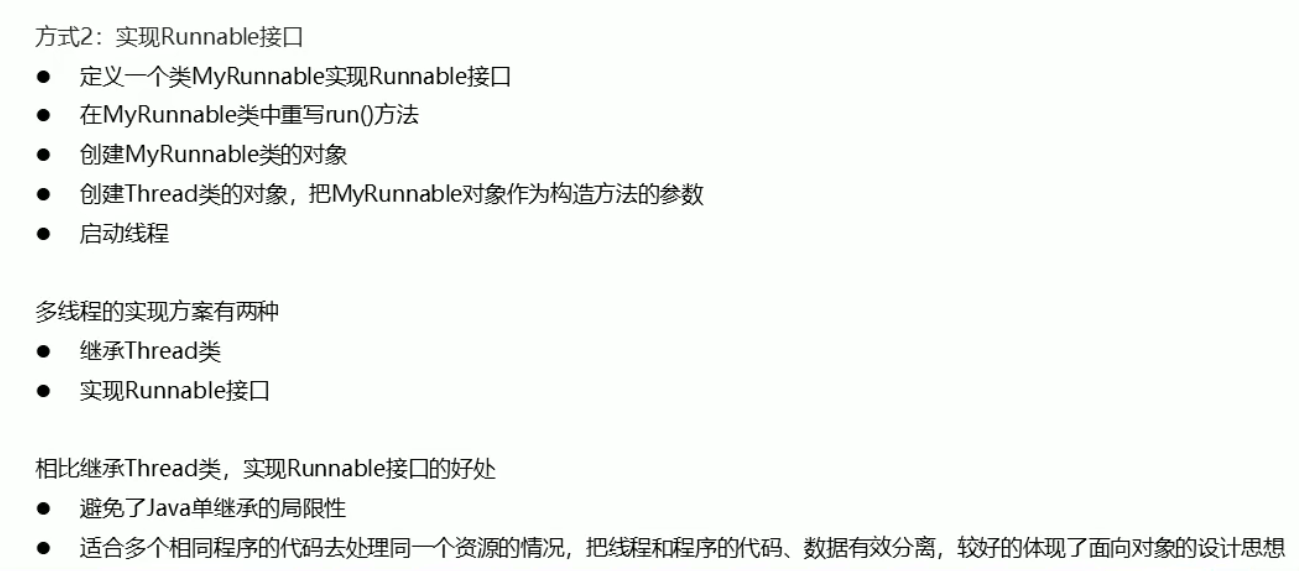 方式2：实现Runnable接口
● 定义一个类MyRunnable实现Runnable接口
● 在MyRunnable类中重写run()方法
● 创建MyRunnable类的对象
● 创建Thread类的对象，把MyRunnable对象作为构造方法的参数
● 启动线程
多线程的实现方案有两种
● 继承Thread类
● 实现Runnable接口
相比继承Thread类，实现Runnable接口的好处
● 避免了Java单继承的局限性
● 适合多个相同程序的代码去处理同一个资源的情况，把线程和程序的代码、数据有效分离，较好的体现了面向对象的设计思想